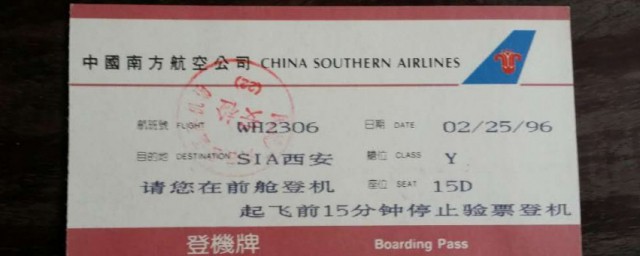 中國南方航空公司 CHINA SOUTHERN AIRLINES
航班號 FLIGHT WH2306 日期 DATE 02/25/96
目的地 DESTINATION SIA西安 艙位 CLASS Y
请您在前舱登机 座位 SEAT 15D
起飞前15分钟停止验票登机
登機牌 Boarding Pass